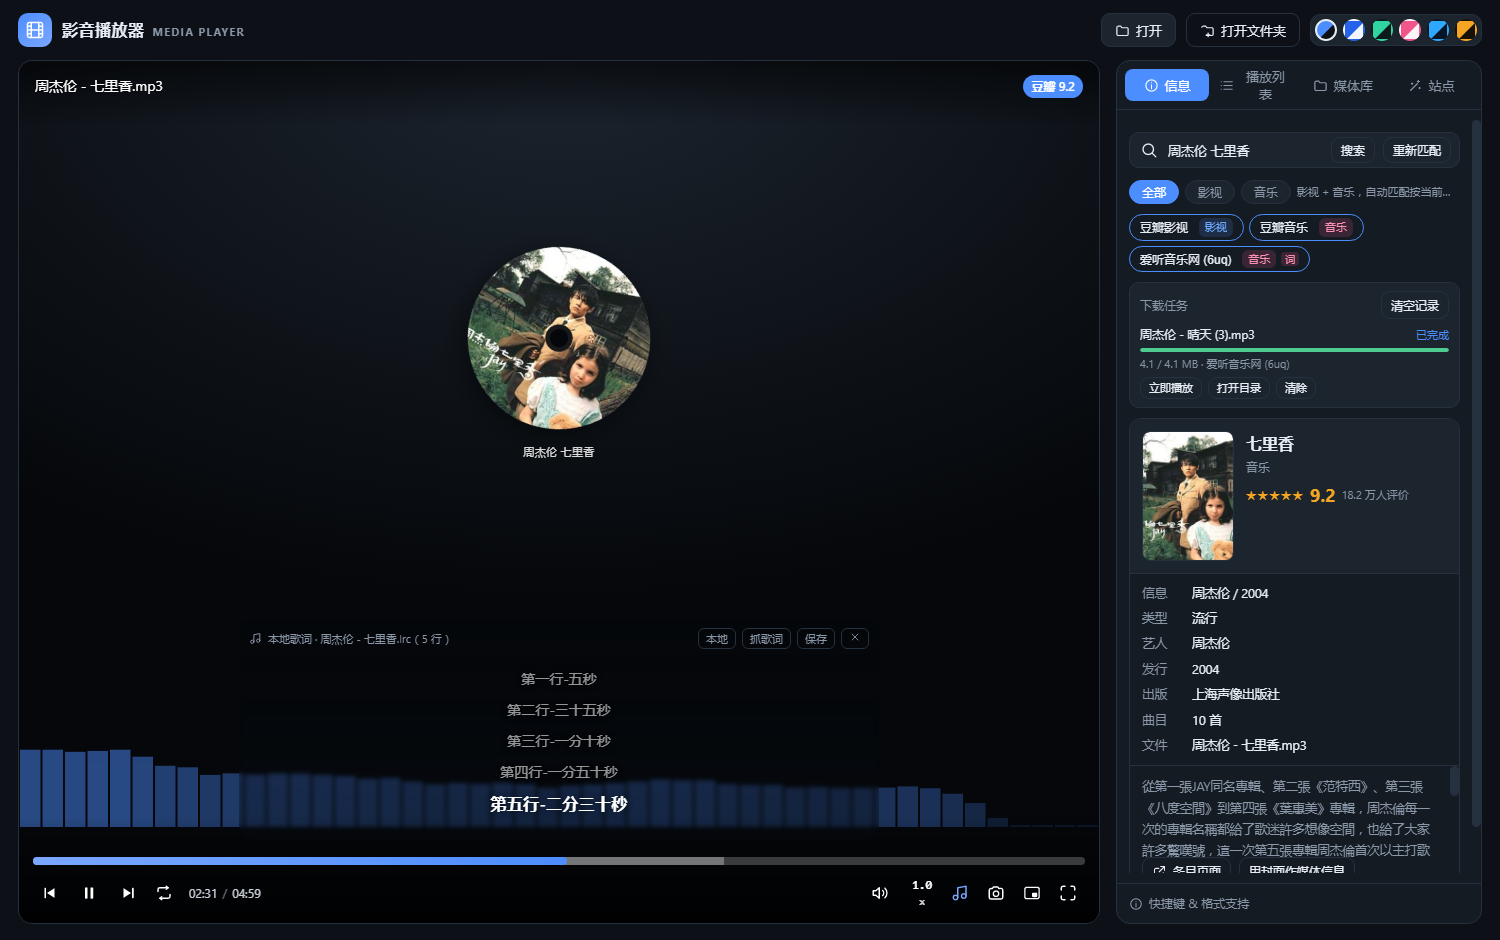 影音播放器 MEDIA PLAYER
打开
打开文件夹
周杰伦 - 七里香.mp3
豆瓣 9.2
周杰伦 七里香
本地歌词 · 周杰伦 - 七里香.lrc ( 5 行 )
本地
抓歌词
保存
第一行-五秒
第二行-三十五秒
第三行-一分十秒
第四行-一分五十秒
第五行-二分三十秒
02:31 / 04:59
1.0
x
信息
播放列
表
媒体库
站点
周杰伦 七里香
搜索
重新匹配
全部
影视
音乐
影视 + 音乐，自动匹配按当前...
豆瓣影视 影视
豆瓣音乐 音乐
爱听音乐网 (6uq) 音乐 词
下载任务
清空记录
周杰伦 - 晴天 (3).mp3
已完成
4.1 / 4.1 MB · 爱听音乐网 (6uq)
立即播放
打开目录
清除
七里香
音乐
★★★★★ 9.2 18.2 万人评价
信息 周杰伦 / 2004
类型 流行
艺人 周杰伦
发行 2004
出版 上海声像出版社
曲目 10 首
文件 周杰伦 - 七里香.mp3
從第一張JAY同名專輯、第二張《范特西》、第三張
《八度空間》到第四張《葉惠美》專輯，周杰倫每一
次的專輯名稱都給了歌迷許多想像空間，也給了大家
許多驚嘆號，這一次第五張專輯周杰倫首次以主打歌
条目页面
用封面作媒体信息
快捷键 & 格式支持